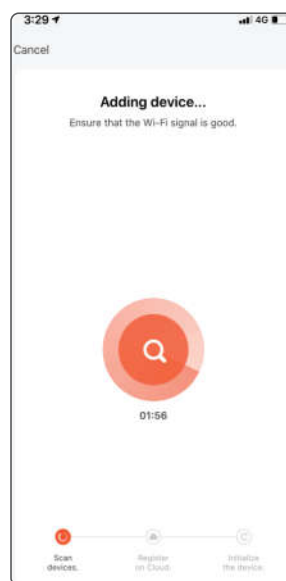 3:29 4G
Cancel
Adding device...
Ensure that the Wi-Fi signal is good.
01:56
Scan
devices.
Register
on Cloud.
Initialize
the device.